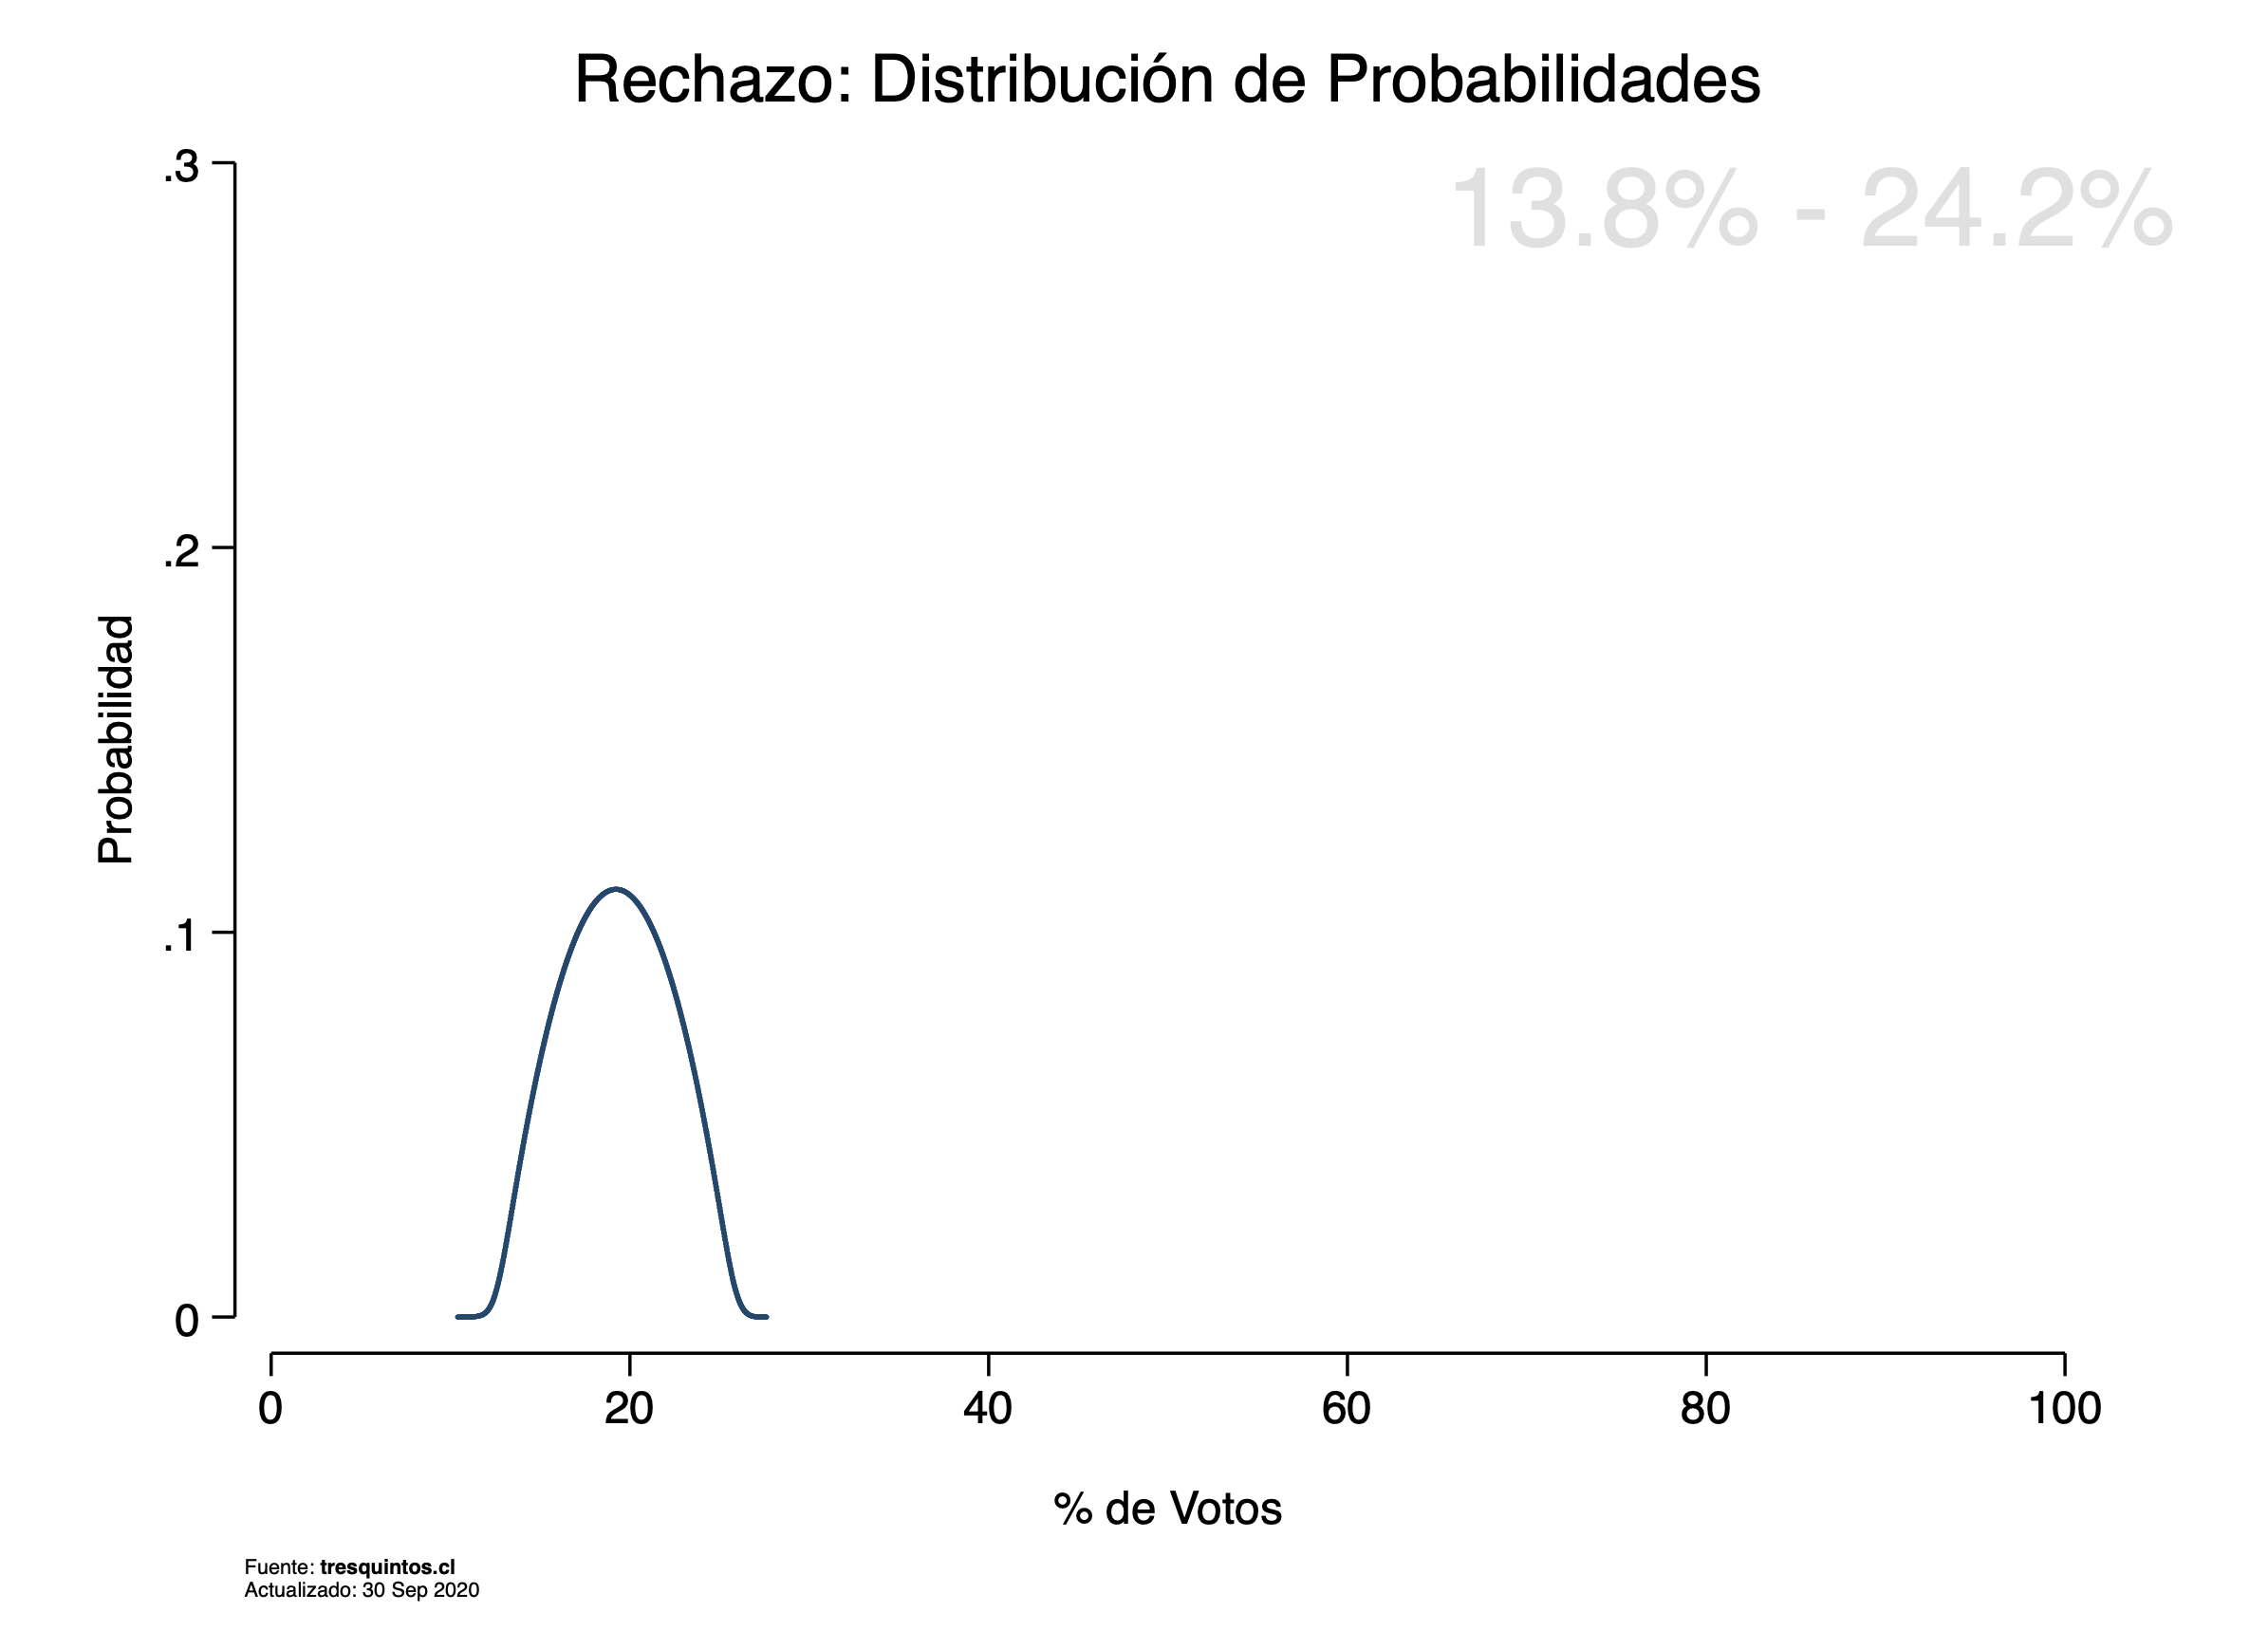 Rechazo: Distribución de Probabilidades
13.8% - 24.2%
.3
.2
.1
0
Probabilidad
0 20 40 60 80 100
% de Votos
Fuente: tresquintos.cl
Actualizado: 30 Sep 2020